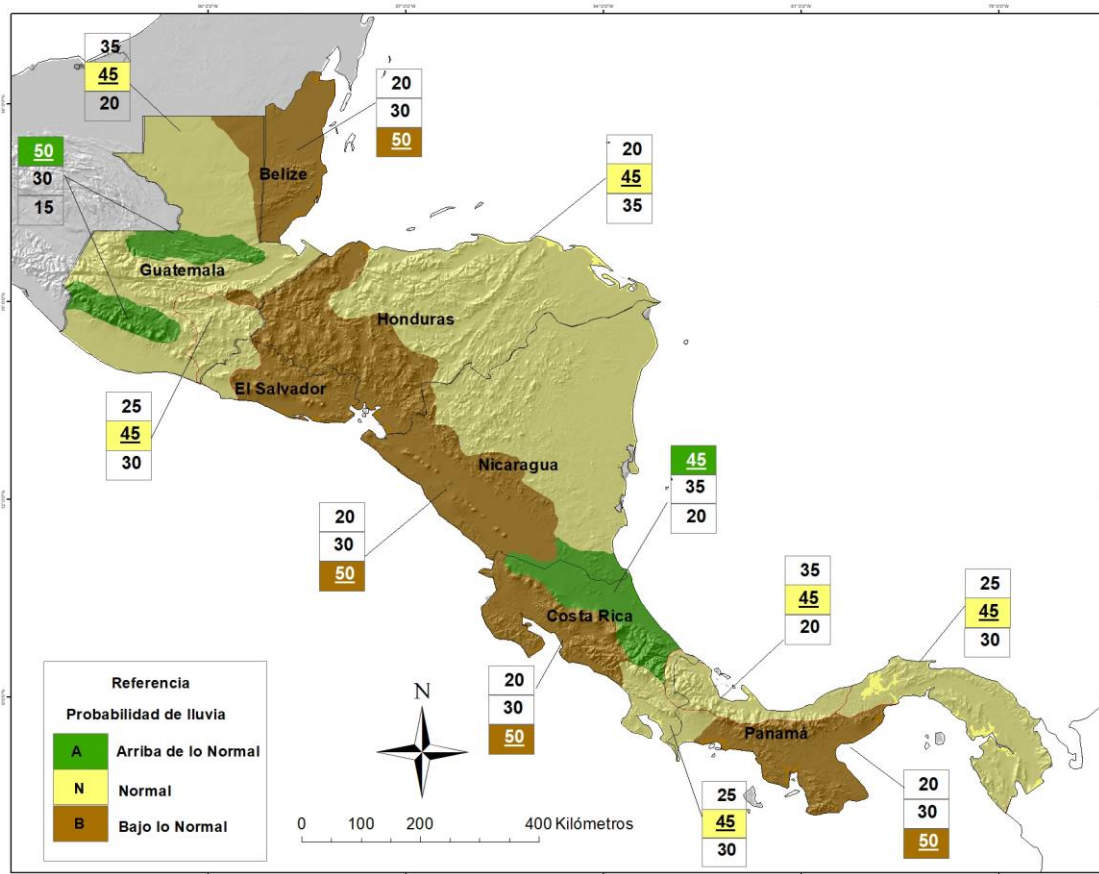 35
45
20
20
30
50
50
30
15
20
45
35
Belize
Guatemala
Honduras
El Salvador
25
45
30
Nicaragua
45
35
20
20
30
50
35
45
20
25
45
30
Costa Rica
20
30
50
Panamá
25
45
30
20
30
50
N
Referencia
Probabilidad de lluvia
A Arriba de lo Normal
N Normal
B Bajo lo Normal
0 100 200 400 Kilómetros